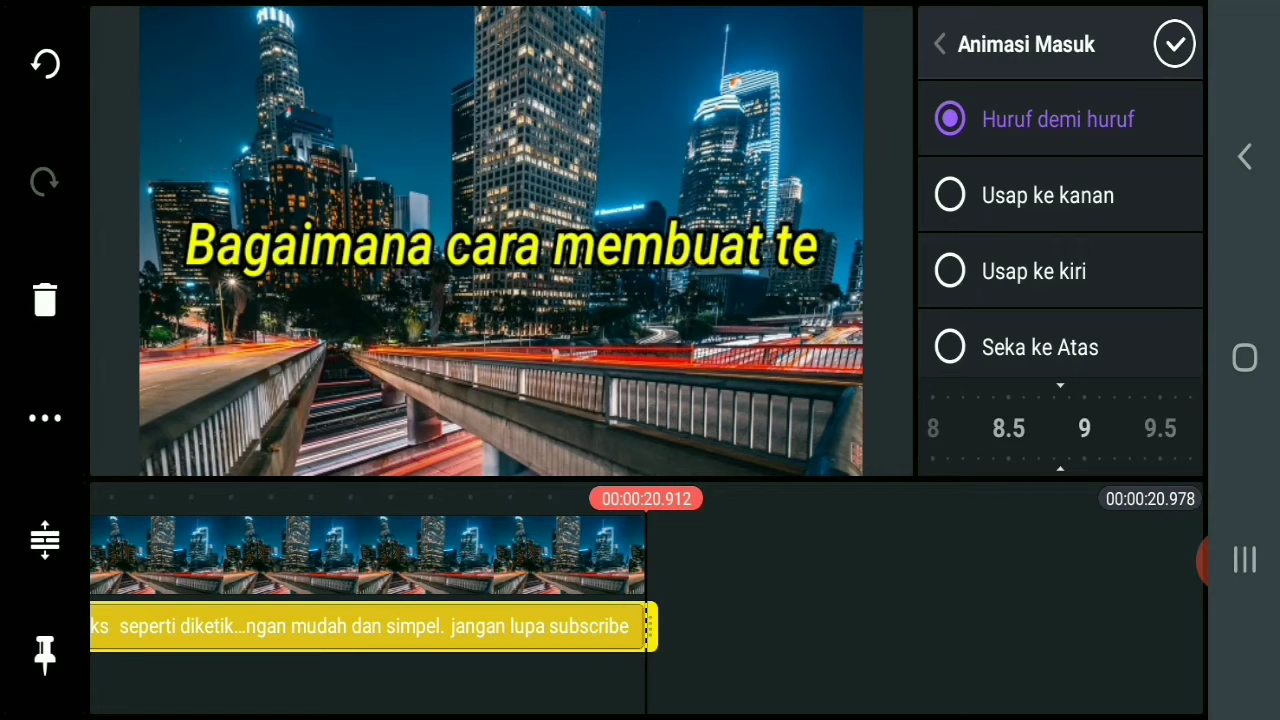 Animasi Masuk
Huruf demi huruf
Usap ke kanan
Usap ke kiri
Seka ke Atas
8 8.5 9 9.5
Bagaimana cara membuat te
00:00:20.912
00:00:20.978
ks seperti diketik...ngan mudah dan simpel. jangan lupa subscribe